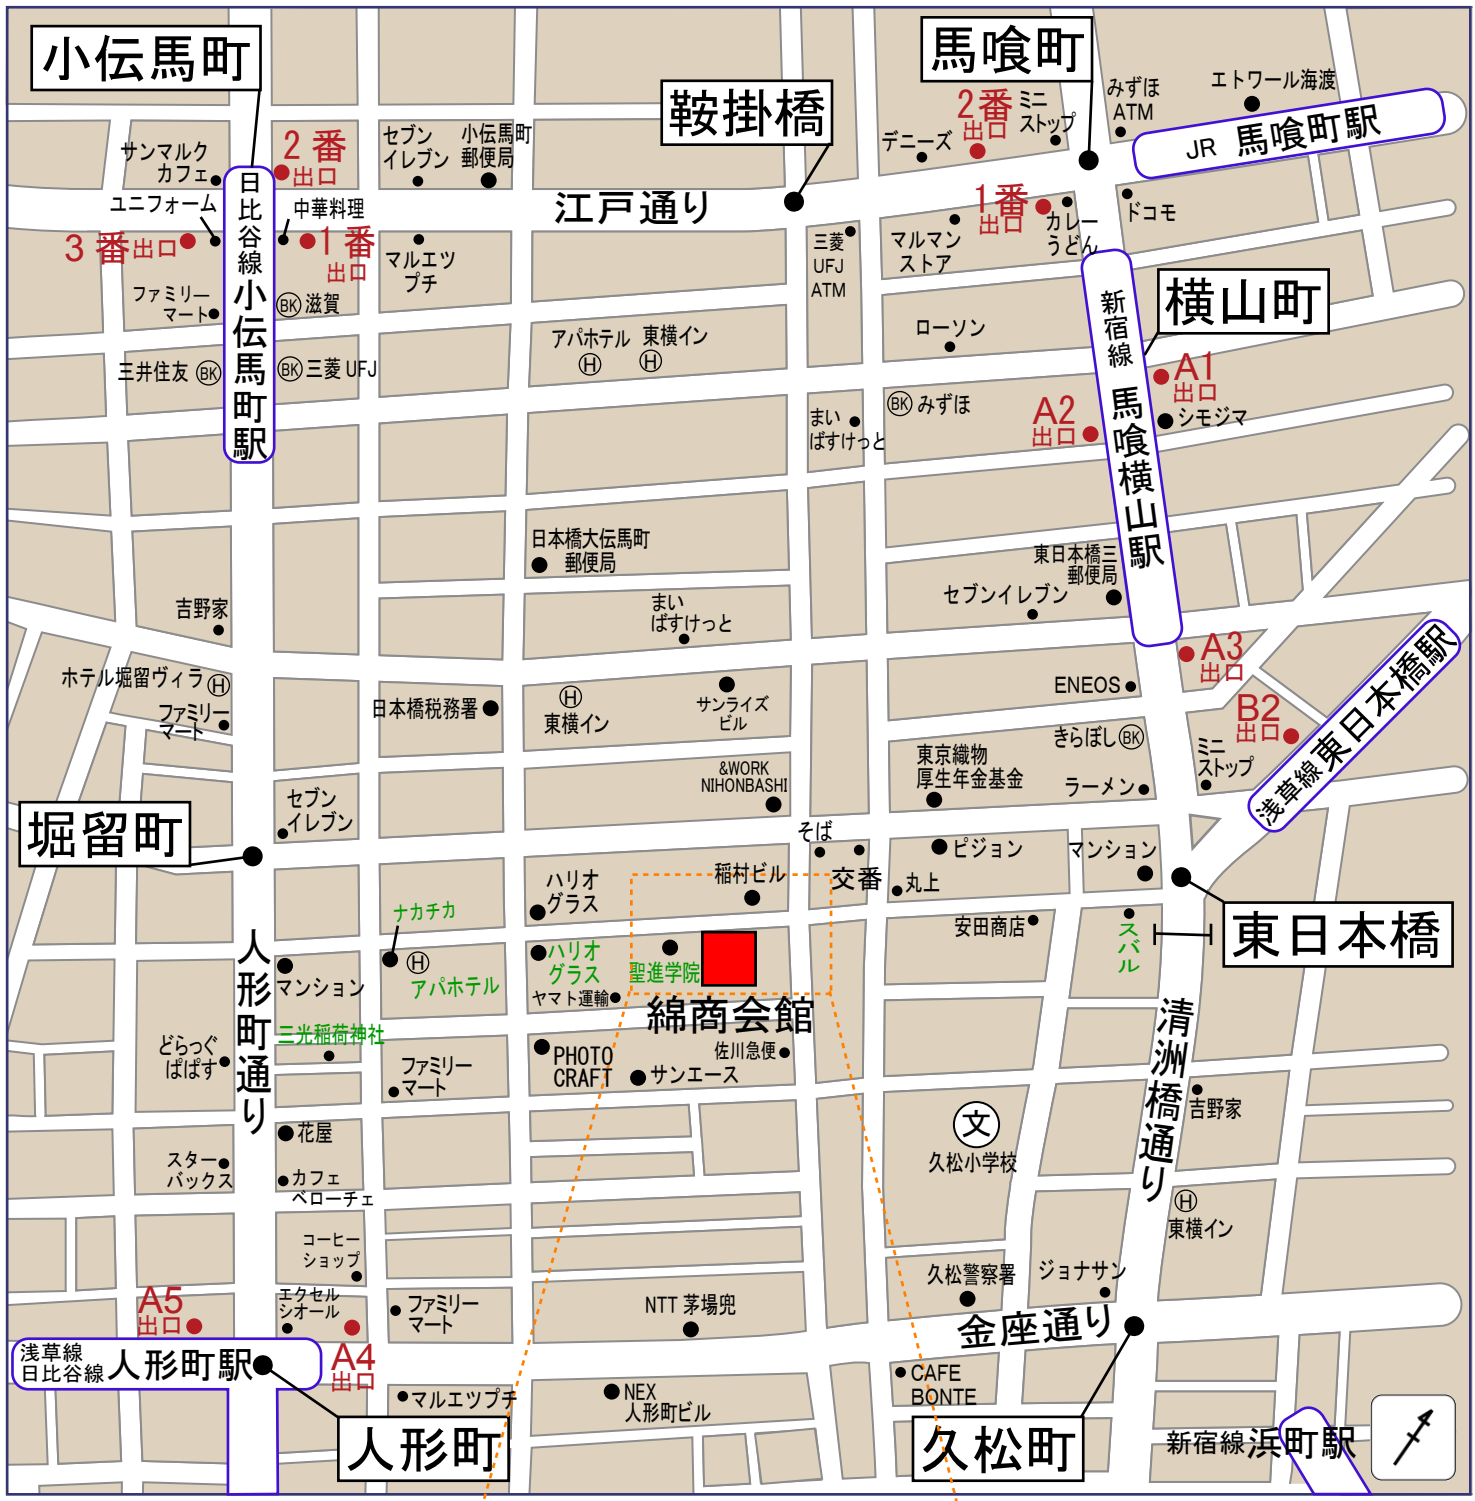 小伝馬町
鞍掛橋
馬喰町
みずほ
ATM
エトワール海渡
JR 馬喰町駅
2番
出口
ミニ
ストップ
デニーズ
サンマルク
カフェ
2番
出口
セブン
イレブン
小伝馬町
郵便局
ユニフォーム
中華料理
江戸通り
3番出口
1番
出口
マルエツ
プチ
三菱
UFJ
ATM
マルマン
ストア
1番
出口
カレー
うどん
ドコモ
日比谷線小伝馬町駅
ファミリー
マート
BK 滋賀
三井住友 BK
BK 三菱 UFJ
アパホテル
H
東横イン
H
ローソン
新宿線 馬喰横山駅
横山町
A1
出口
シモジマ
A2
出口
まい
ばすけっと
BK みずほ
日本橋大伝馬町
郵便局
東日本橋三
郵便局
セブンイレブン
吉野家
まい
ばすけっと
ホテル堀留ヴィラ H
ファミリー
マート
日本橋税務署
H
東横イン
サンライズ
ビル
ENEOS
A3
出口
B2
出口
浅草線東日本橋駅
きらぼし BK
東京織物
厚生年金基金
ラーメン
ミニ
ストップ
&WORK
NIHONBASHI
堀留町
セブン
イレブン
そば
交番
ピジョン
マンション
丸上
東日本橋
ハリオ
グラス
稲村ビル
ナカチカ
H
アパホテル
ハリオ
グラス
聖進学院
ヤマト運輸
綿商会館
安田商店
スバル
人形町通り
マンション
三光稲荷神社
どらっぐ
ぱぱす
ファミリー
マート
PHOTO
CRAFT
サンエース
佐川急便
清洲橋通り
吉野家
文
久松小学校
花屋
スター
バックス
カフェ
ベローチェ
H
東横イン
コーヒー
ショップ
エクセル
シオール
ファミリー
マート
NTT 茅場兜
久松警察署
ジョナサン
金座通り
A5
出口
A4
出口
浅草線
日比谷線 人形町駅
マルエツプチ
NEX
人形町ビル
CAFE
BONTE
人形町
久松町
新宿線 浜町駅